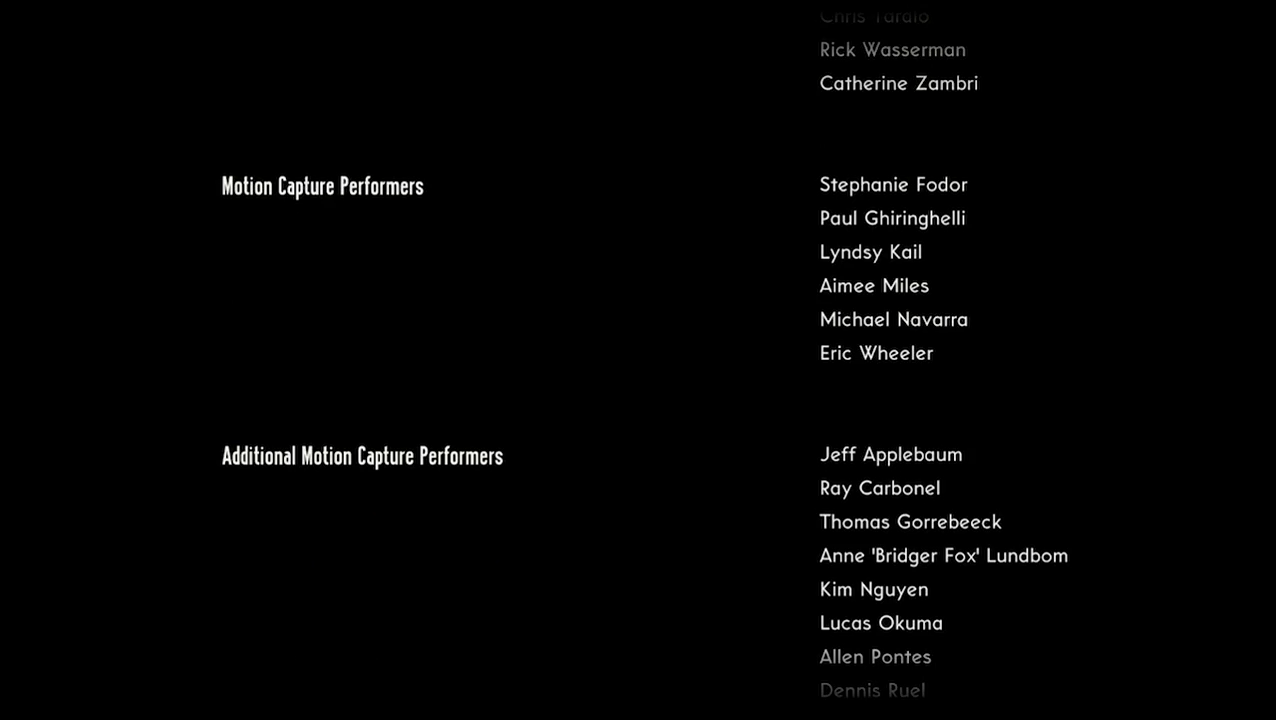 Chris Tardio
Rick Wasserman
Catherine Zambri
Motion Capture Performers
Stephanie Fodor
Paul Ghiringhelli
Lyndsy Kail
Aimee Miles
Michael Navarra
Eric Wheeler
Additional Motion Capture Performers
Jeff Applebaum
Ray Carbonel
Thomas Gorrebeeck
Anne 'Bridger Fox' Lundbom
Kim Nguyen
Lucas Okuma
Allen Pontes
Dennis Ruel